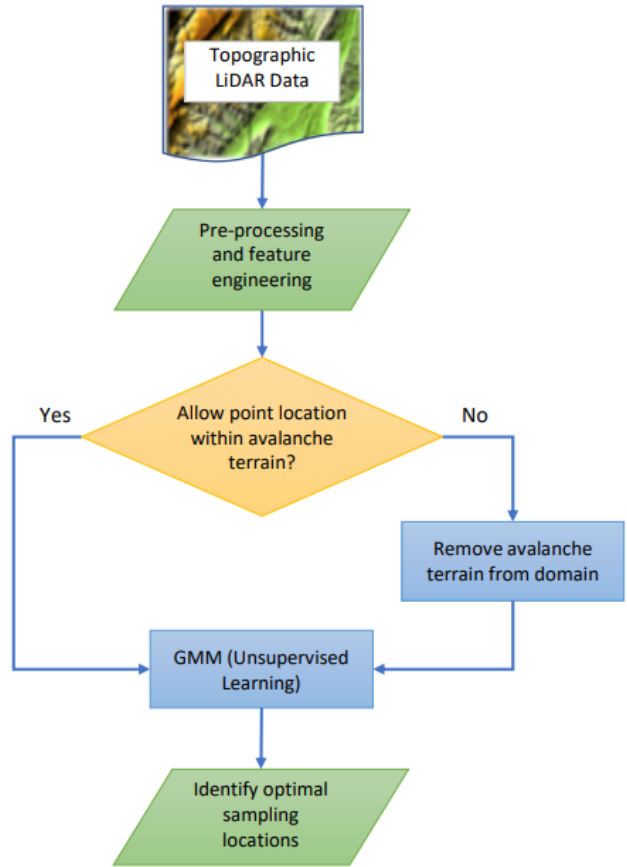 Topographic
LiDAR Data
Pre-processing
and feature
engineering
Yes
Allow point location
within avalanche
terrain?
No
Remove avalanche
terrain from domain
GMM (Unsupervised
Learning)
Identify optimal
sampling
locations